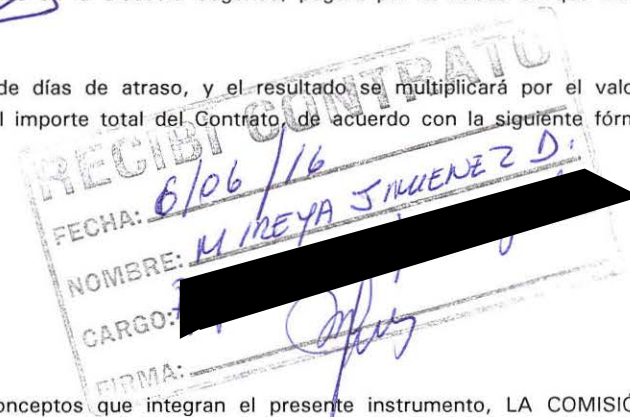 de días de atraso, y el resultado se multiplicará por el valo
l importe total del Contrato, de acuerdo con la siguiente fórm
RECIBI CONTRATO
FECHA: 6/06/16
NOMBRE: MIREYA JIMENEZ D.
CARGO:
FIRMA:
onceptos que integran el presente instrumento, LA COMISIÓ